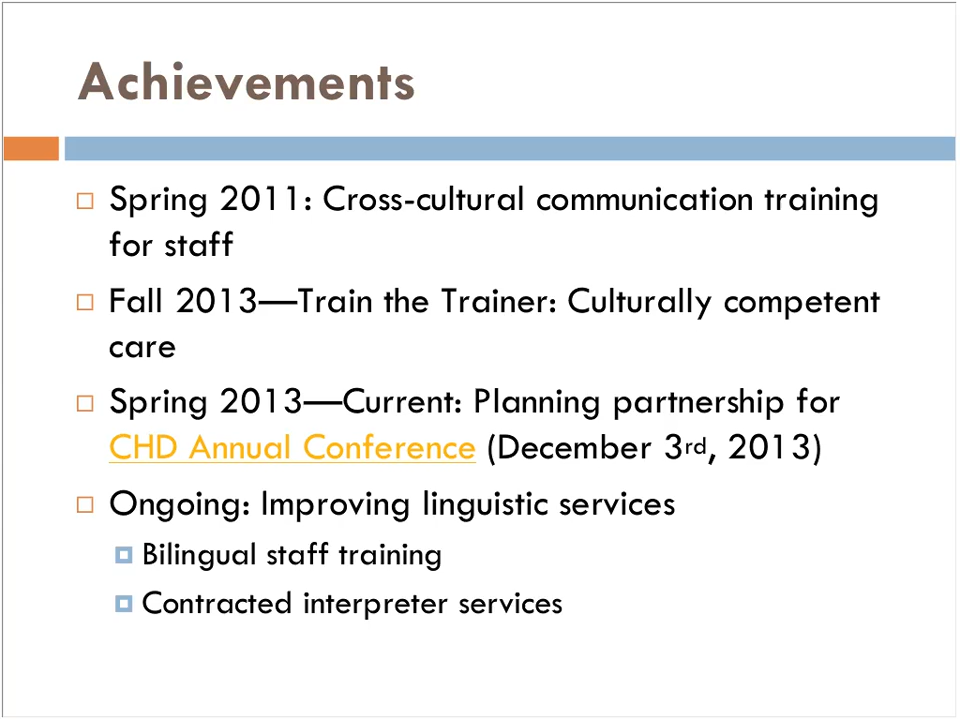 Achievements
Spring 2011: Cross-cultural communication training
for staff
Fall 2013—Train the Trainer: Culturally competent
care
Spring 2013—Current: Planning partnership for
CHD Annual Conference (December 3rd, 2013)
Ongoing: Improving linguistic services
Bilingual staff training
Contracted interpreter services